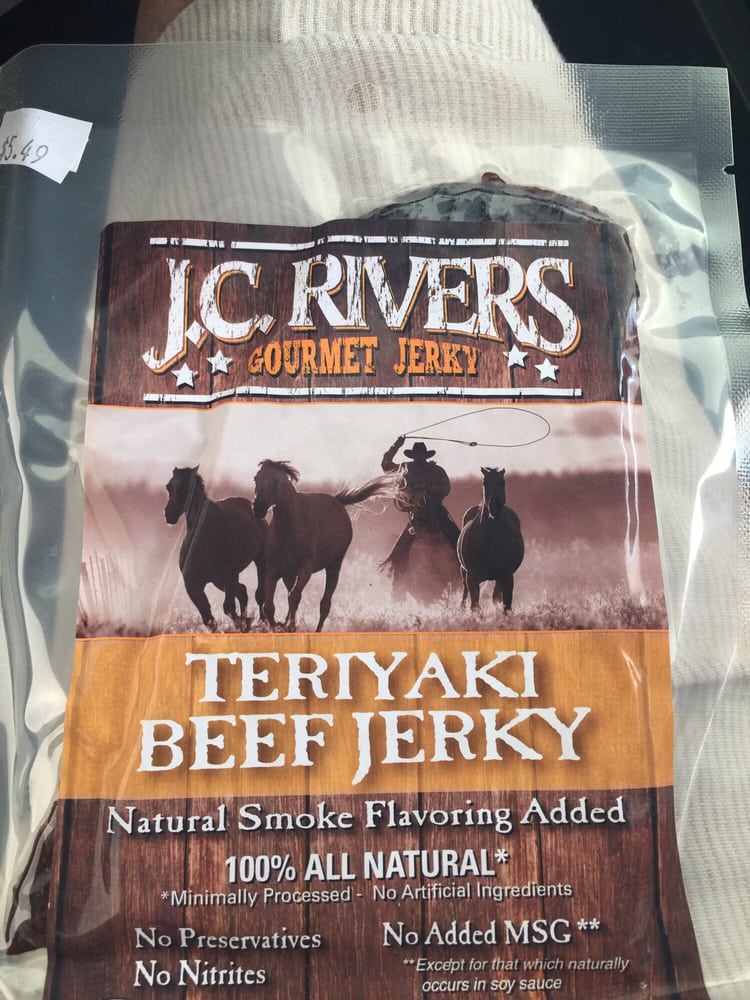 $5.49
J.C. RIVERS
GOURMET JERKY
TERIYAKI
BEEF JERKY
Natural Smoke Flavoring Added
100% ALL NATURAL*
*Minimally Processed - No Artificial Ingredients
No Preservatives
No Added MSG **
No Nitrites
**Except for that which naturally
occurs in soy sauce